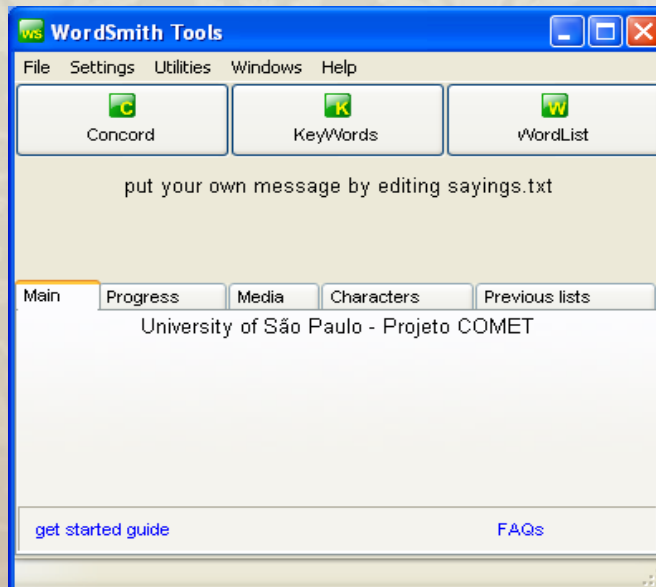 ws WordSmith Tools
File Settings Utilities Windows Help
C K W
Concord KeyWords WordList
put your own message by editing sayings.txt
Main Progress Media Characters Previous lists
University of São Paulo - Projeto COMET
get started guide FAQs